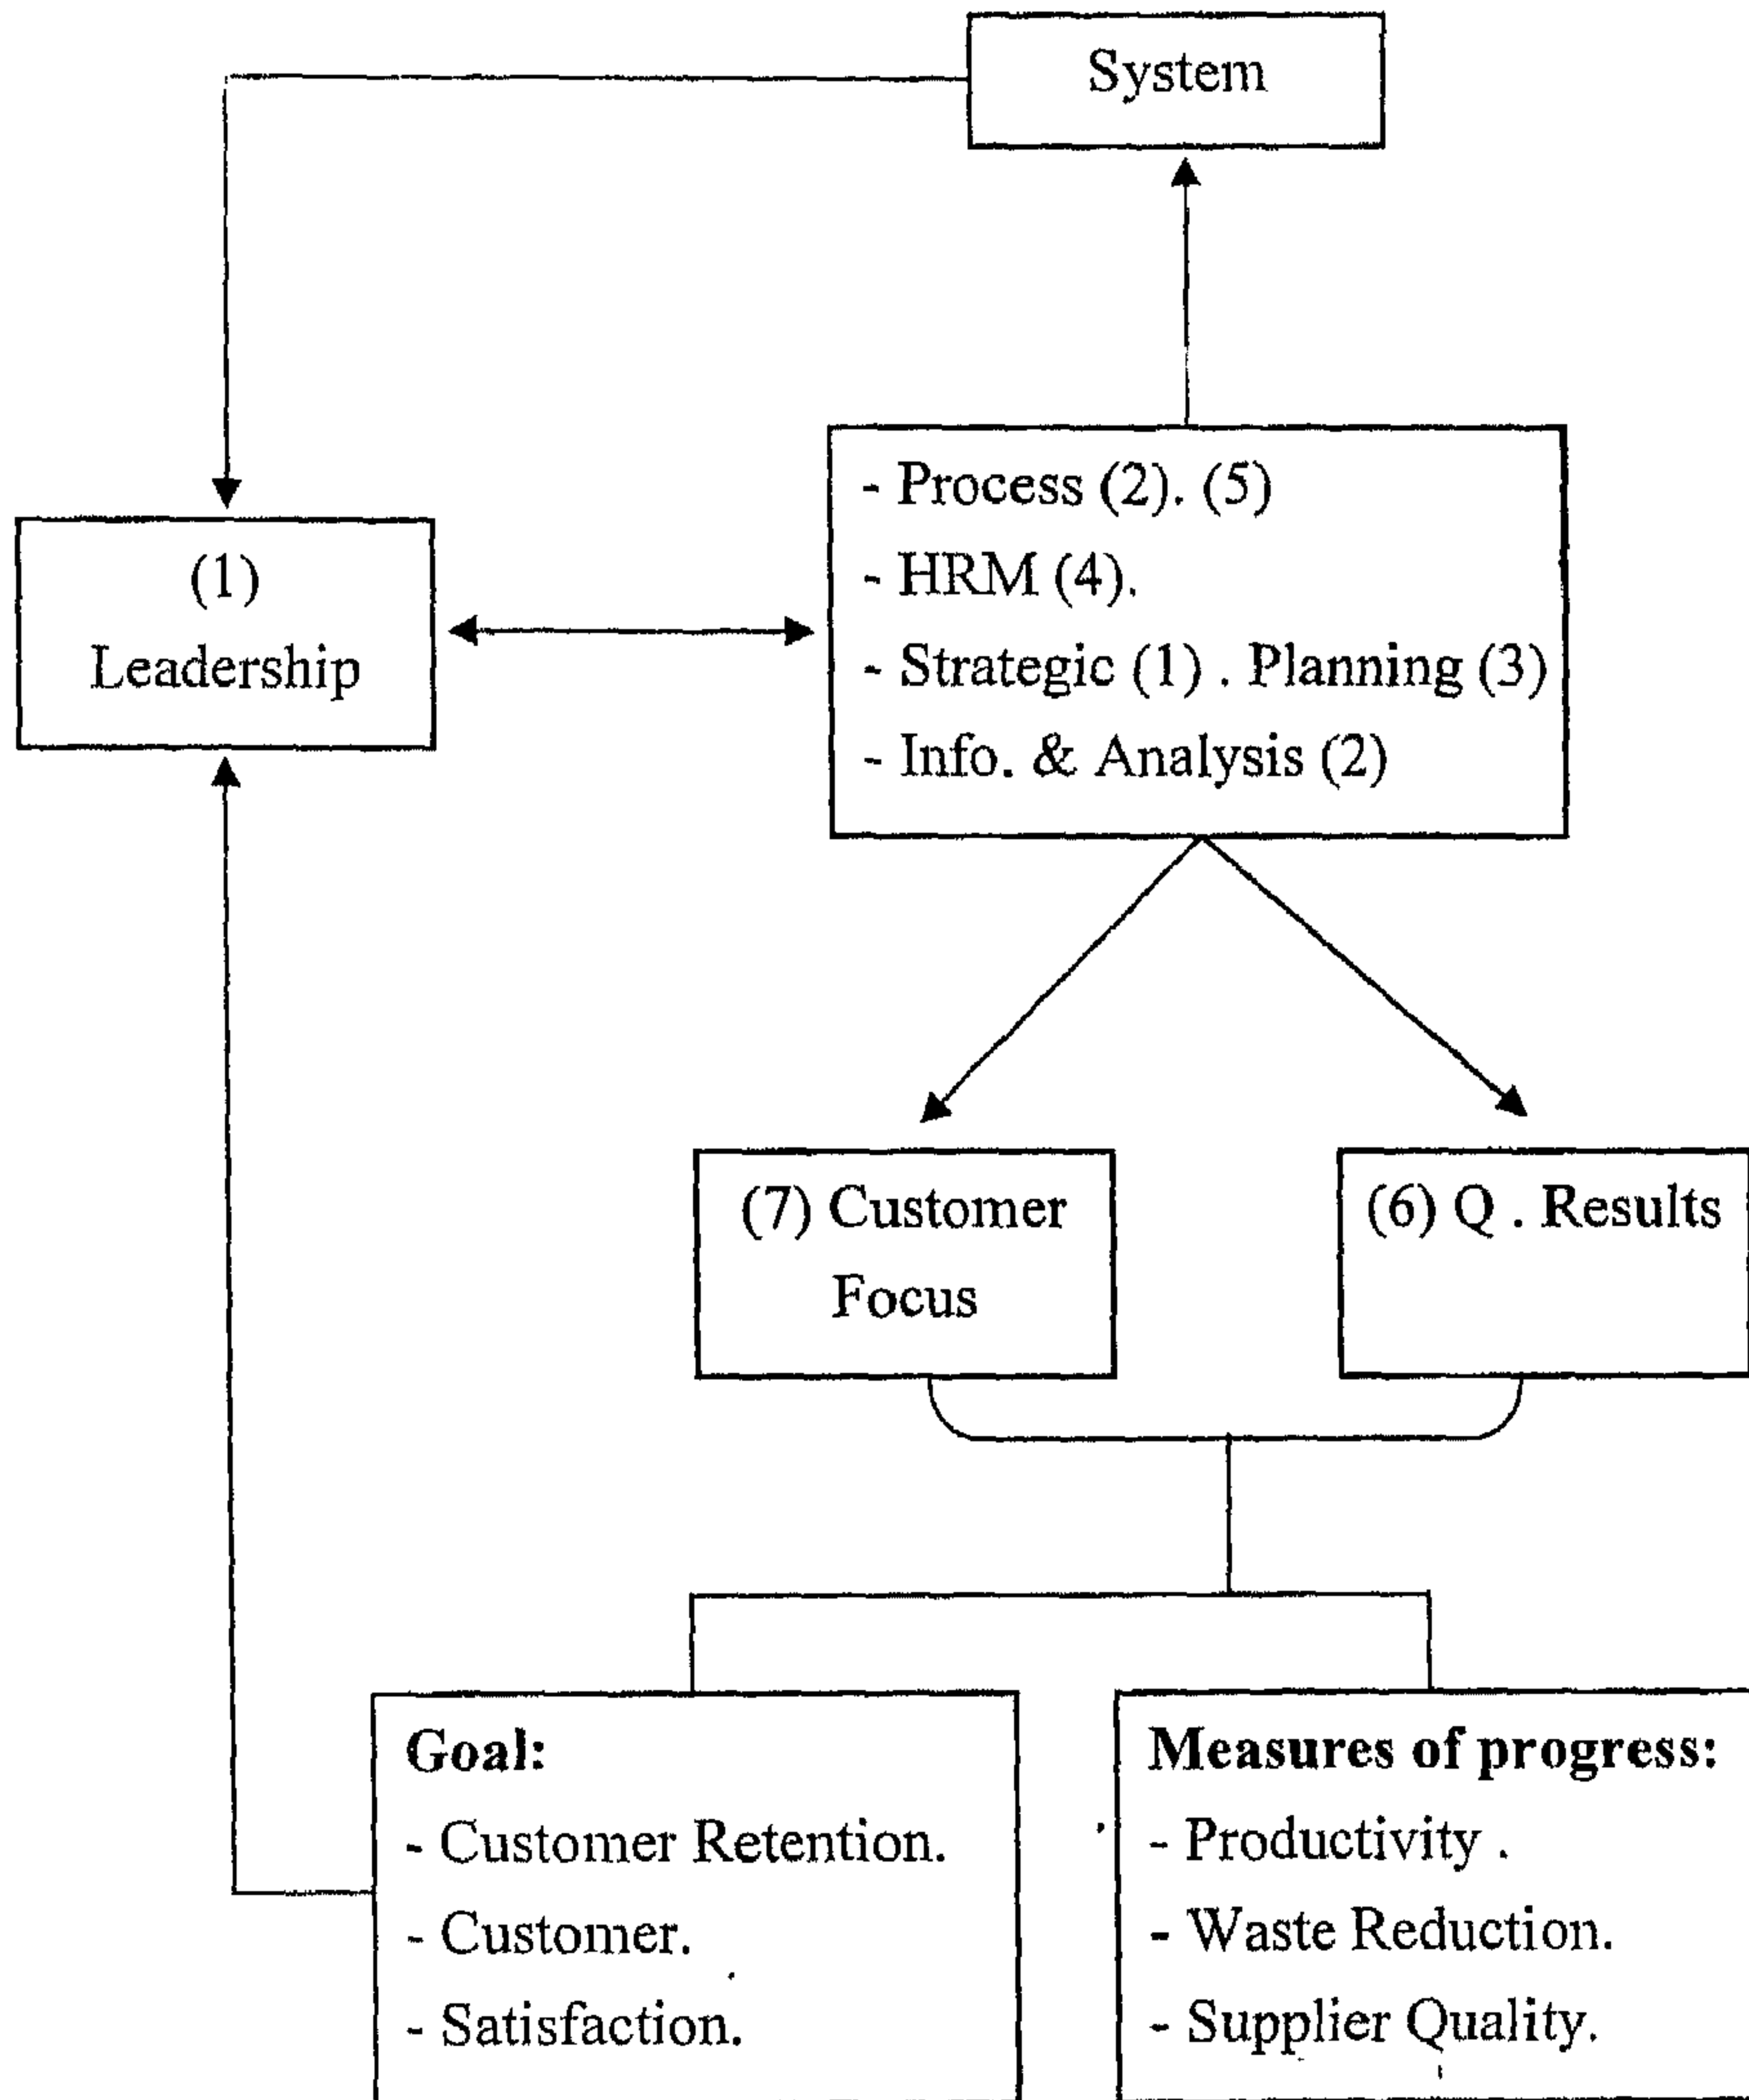 System
(1)
Leadership
- Process (2). (5)
- HRM (4).
- Strategic (1) . Planning (3)
- Info. & Analysis (2)
(7) Customer
Focus
(6) Q . Results
Goal:
- Customer Retention.
- Customer.
- Satisfaction.
Measures of progress:
- Productivity .
- Waste Reduction.
- Supplier Quality.